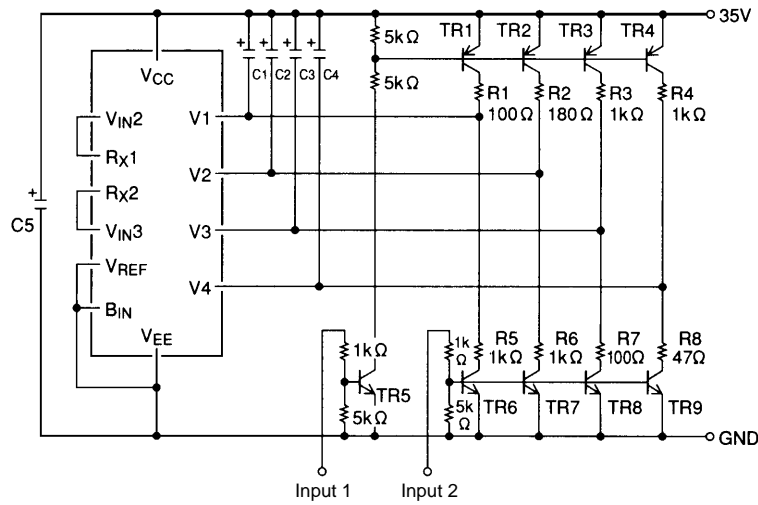 35V
+ + + +
C1 C2 C3 C4
5kΩ
5kΩ
TR1 TR2 TR3 TR4
R1 R2 R3 R4
100Ω 180Ω 1kΩ 1kΩ
VCC
VIN2 V1
RX1
RX2 V2
+
C5
VIN3 V3
VREF
BIN V4
VEE
1kΩ
5kΩ
TR5
1k
Ω
5k
Ω
R5 R6 R7 R8
1kΩ 1kΩ 100Ω 47Ω
TR6 TR7 TR8 TR9
GND
Input 1 Input 2